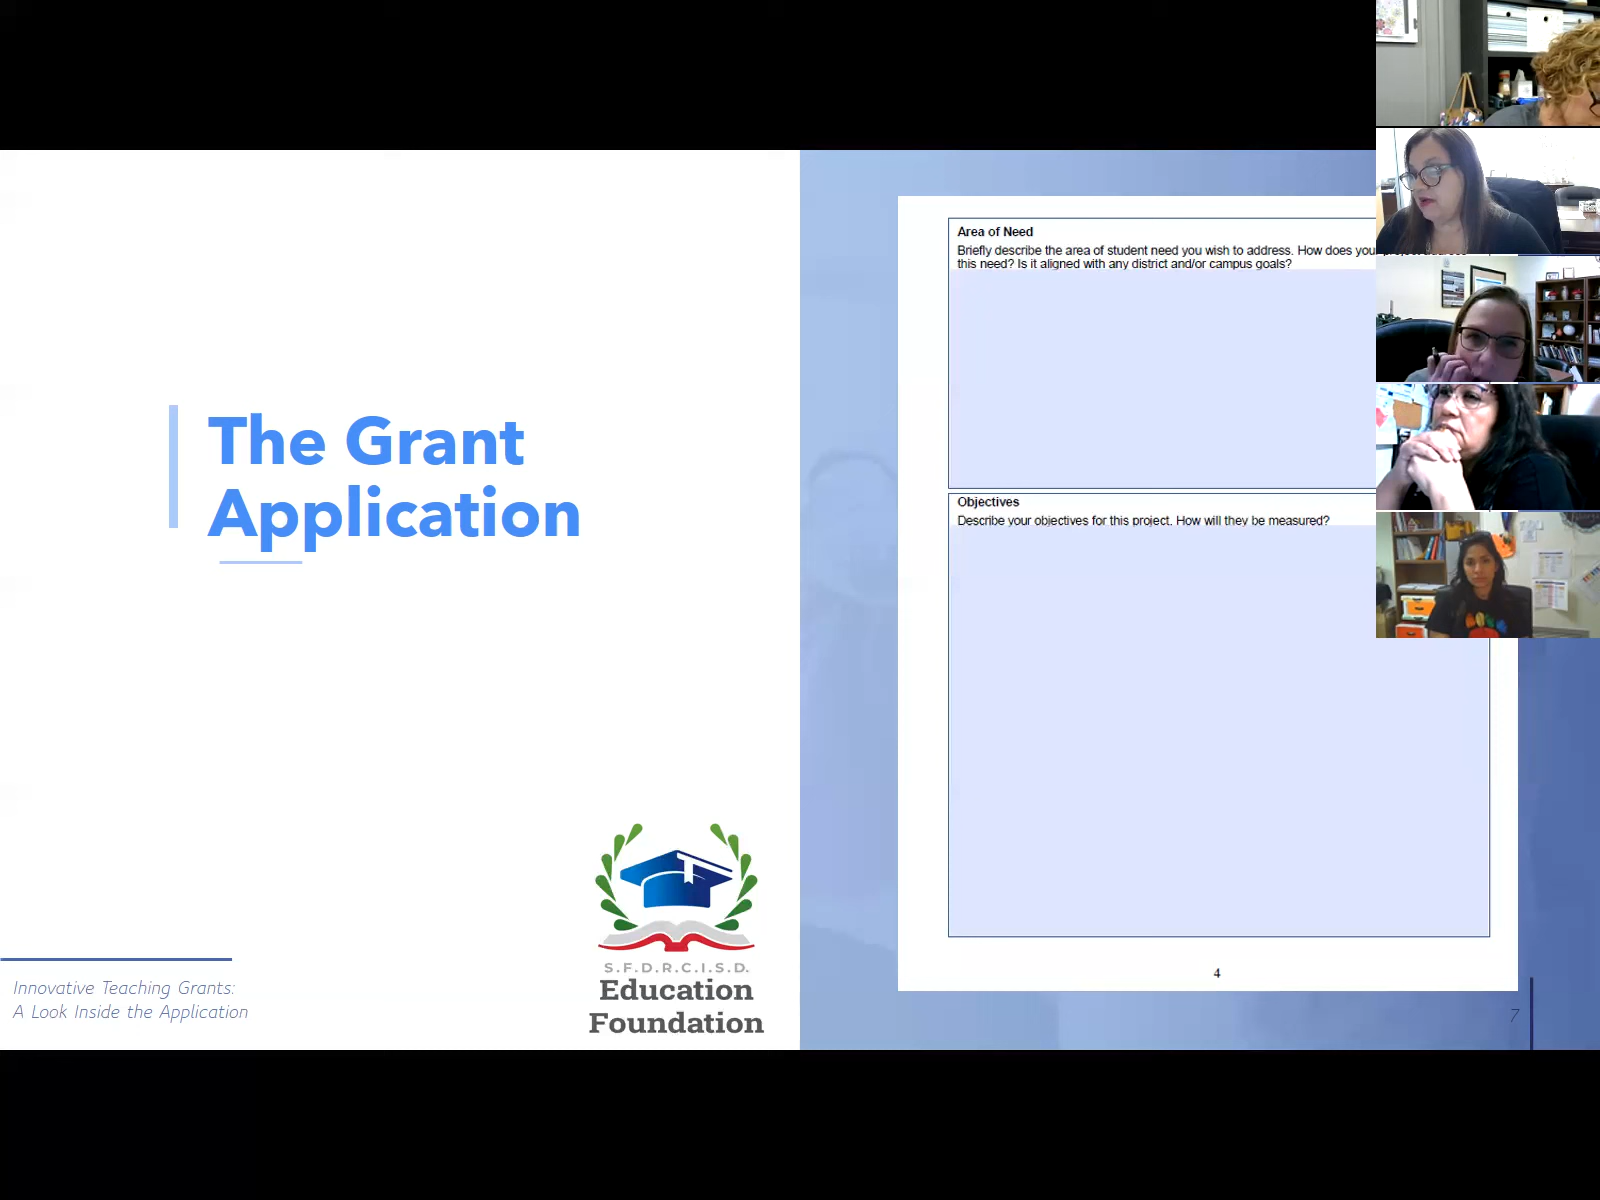 The Grant
Application
Innovative Teaching Grants:
A Look Inside the Application
S.F.D.R.C.I.S.D.
Education
Foundation
Area of Need
Briefly describe the area of student need you wish to address. How does you
this need? Is it aligned with any district and/or campus goals?
Objectives
Describe your objectives for this project. How will they be measured?
4
7